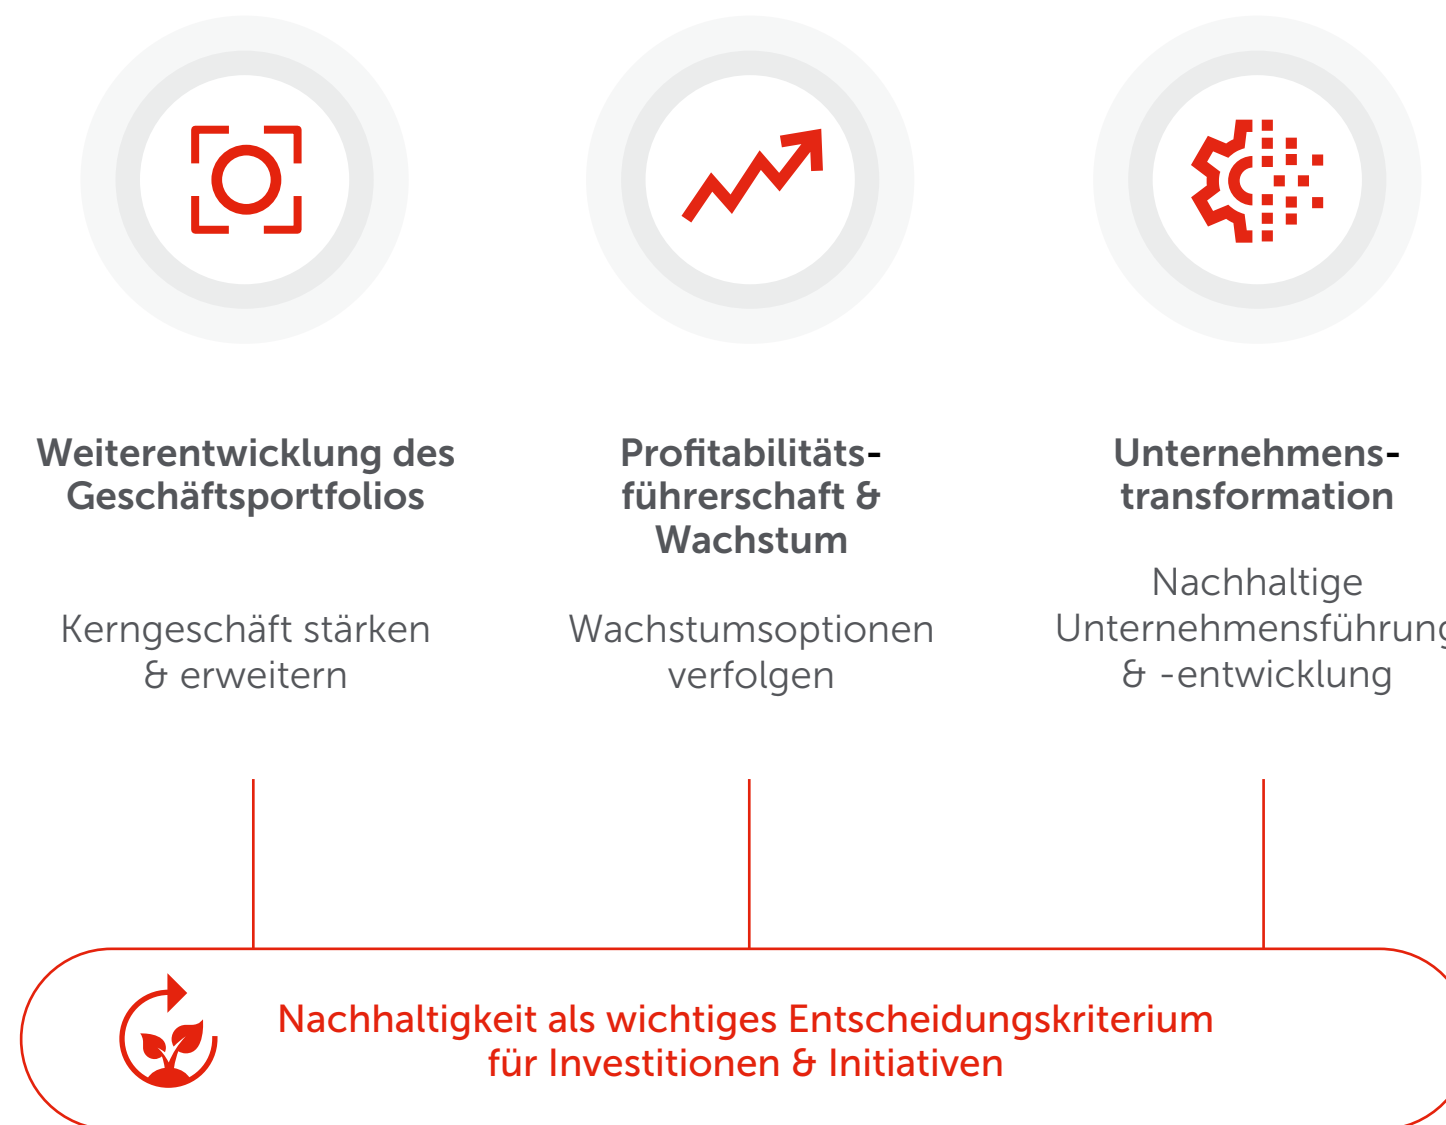 Weiterentwicklung des
Geschäftsportfolios
Kerngeschäft stärken
& erweitern
Profitabilitäts-
führerschaft &
Wachstum
Wachstumsoptionen
verfolgen
Unternehmens-
transformation
Nachhaltige
Unternehmensführung
& -entwicklung
Nachhaltigkeit als wichtiges Entscheidungskriterium
für Investitionen & Initiativen